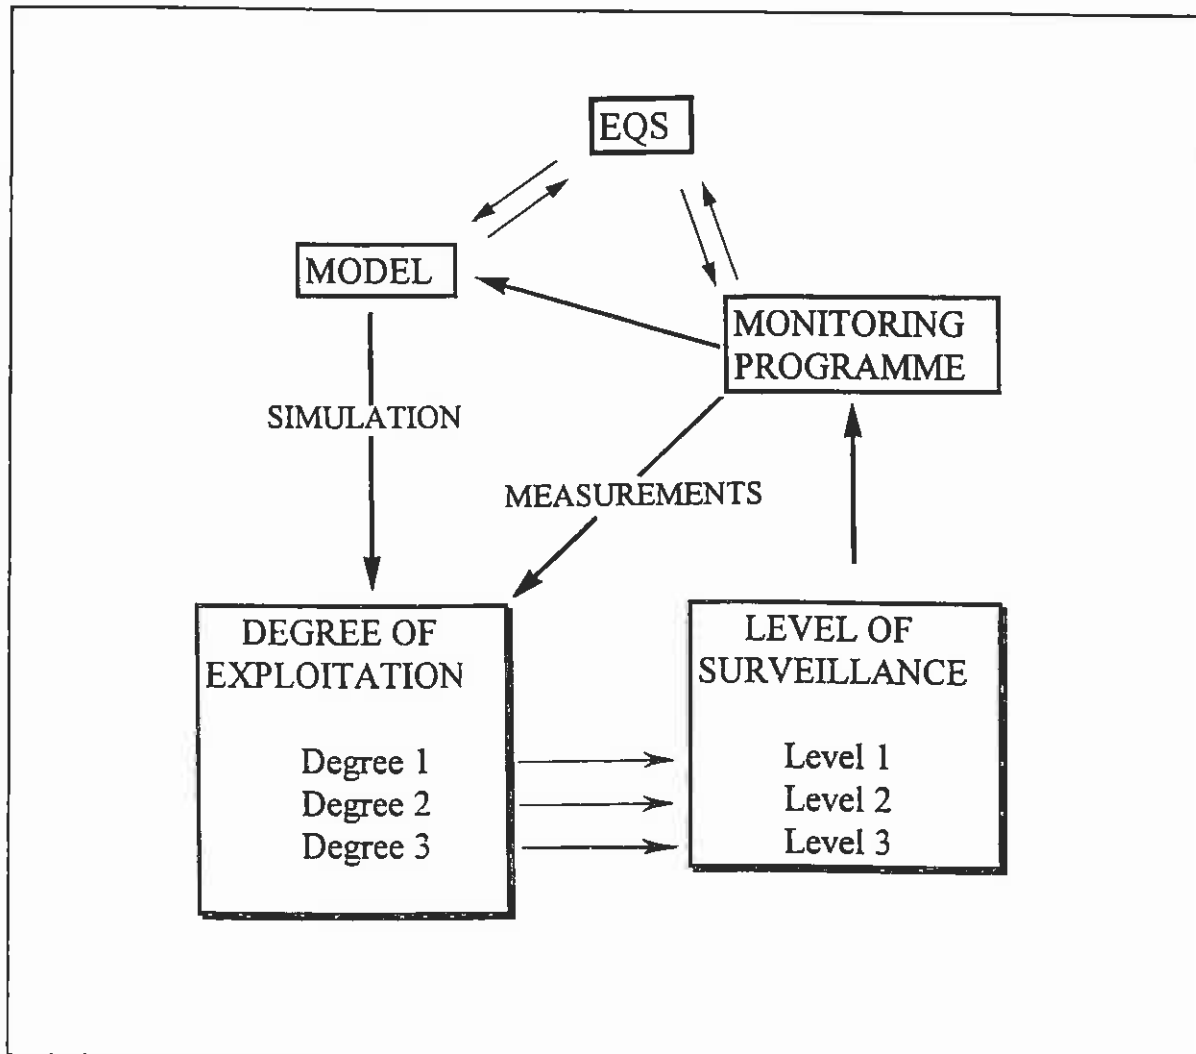 EQS
MODEL
MONITORING
PROGRAMME
SIMULATION
MEASUREMENTS
DEGREE OF
EXPLOITATION
Degree 1
Degree 2
Degree 3
LEVEL OF
SURVEILLANCE
Level 1
Level 2
Level 3